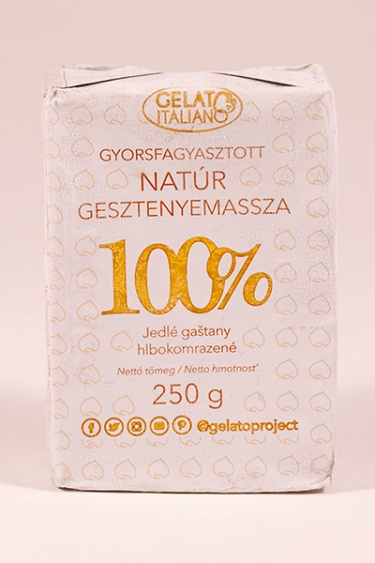 GELATO
ITALIANO
GYORSFAGYASZTOTT
NATÚR
GESZTENYEMASSZA
100%
Jedlé gaštany
hlbokomrazené
Nettó tömeg / Netto hmotnosť
250 g
@gelatoproject